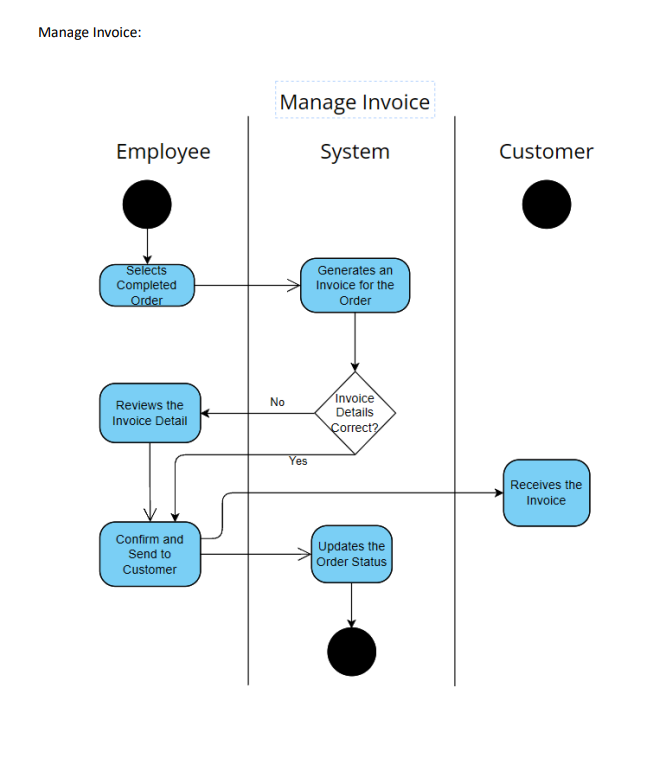 Manage Invoice:
Manage Invoice
Employee
System
Customer
Selects
Completed
Order
Generates an
Invoice for the
Order
Invoice
Details
Correct?
No
Reviews the
Invoice Detail
Yes
Receives the
Invoice
Confirm and
Send to
Customer
Updates the
Order Status